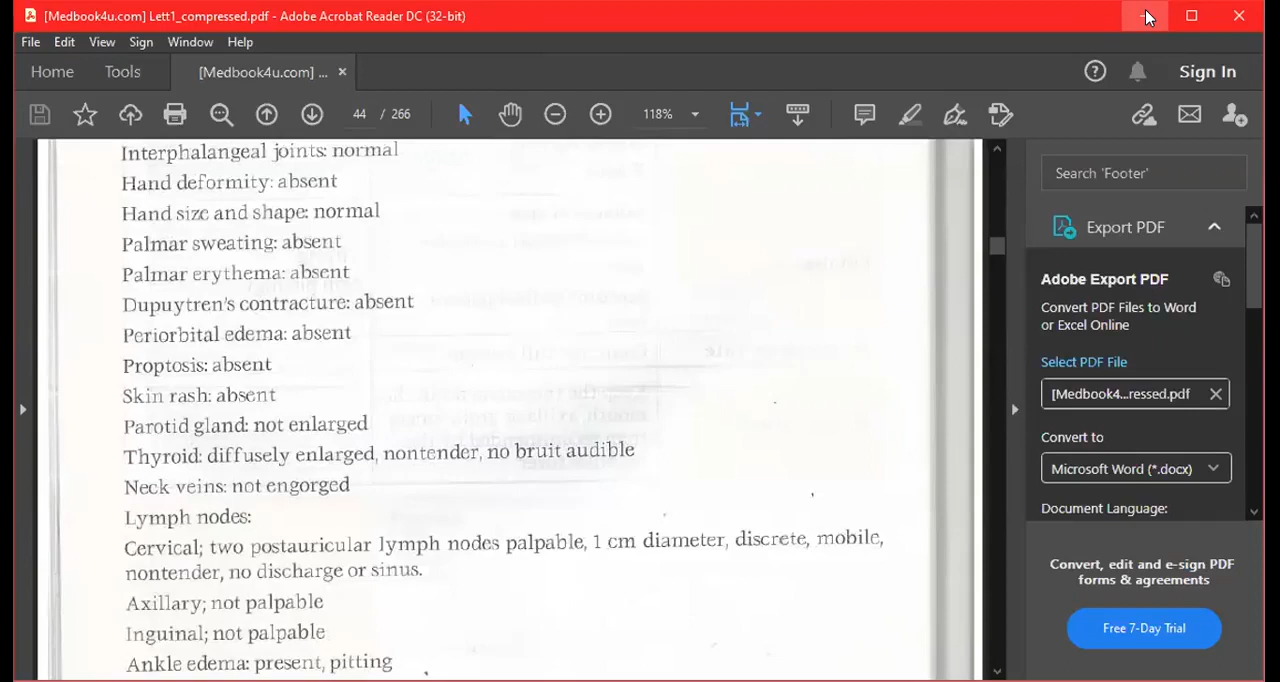 [Medbook4u.com] Lett1_compressed.pdf - Adobe Acrobat Reader DC (32-bit)
File Edit View Sign Window Help
Home Tools [Medbook4u.com] ... × Sign In
44 / 266 118%
Interphalangeal joints: normal
Hand deformity: absent
Hand size and shape: normal
Palmar sweating: absent
Palmar erythema: absent
Dupuytren's contracture: absent
Periorbital edema: absent
Proptosis: absent
Skin rash: absent
Parotid gland: not enlarged
Thyroid: diffusely enlarged, nontender, no bruit audible
Neck veins: not engorged
Lymph nodes:
Cervical; two postauricular lymph nodes palpable, 1 cm diameter, discrete, mobile,
nontender, no discharge or sinus.
Axillary; not palpable
Inguinal; not palpable
Ankle edema: present, pitting
Search 'Footer'
Export PDF
Adobe Export PDF
Convert PDF Files to Word
or Excel Online
Select PDF File
[Medbook4...ressed.pdf
Convert to
Microsoft Word (*.docx)
Document Language:
Convert, edit and e-sign PDF
forms & agreements
Free 7-Day Trial